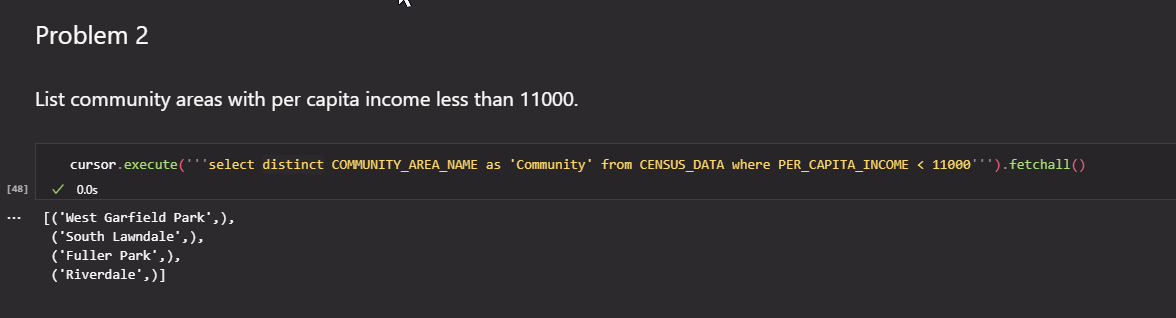 Problem 2
List community areas with per capita income less than 11000.
cursor.execute('''select distinct COMMUNITY_AREA_NAME as 'Community' from CENSUS_DATA where PER_CAPITA_INCOME < 11000''').fetchall()
[48] ✓ 0.0s
... [('West Garfield Park',),
('South Lawndale',),
('Fuller Park',),
('Riverdale',)]